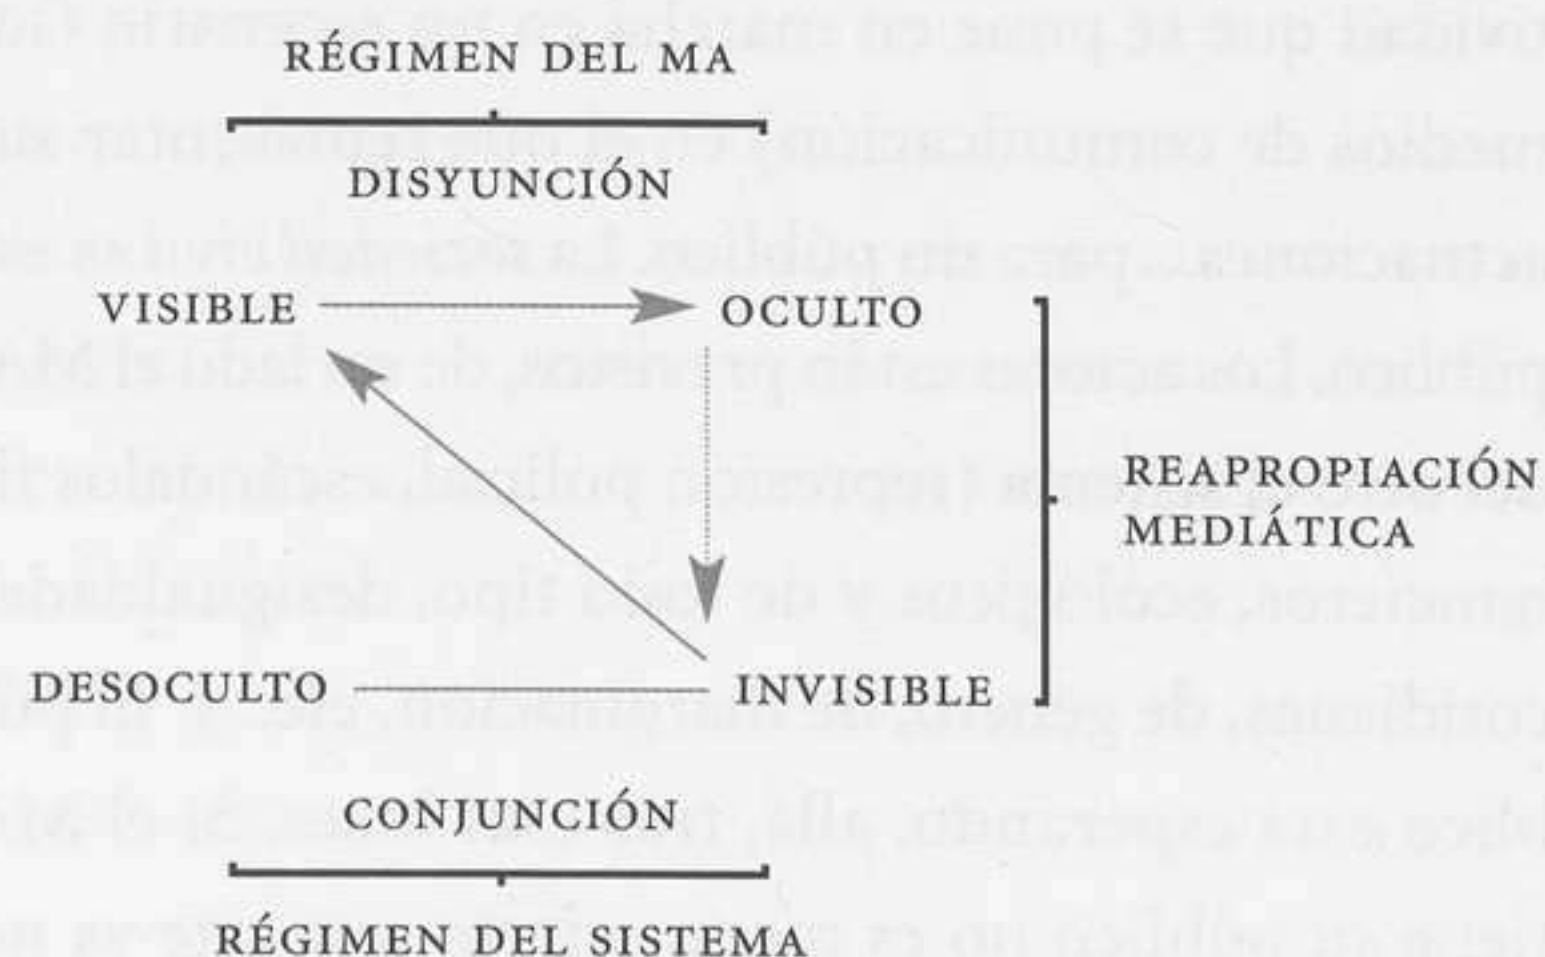 RÉGIMEN DEL MA
DISYUNCIÓN
VISIBLE OCULTO
REAPROPIACIÓN
MEDIÁTICA
DESOCULTO INVISIBLE
CONJUNCIÓN
RÉGIMEN DEL SISTEMA